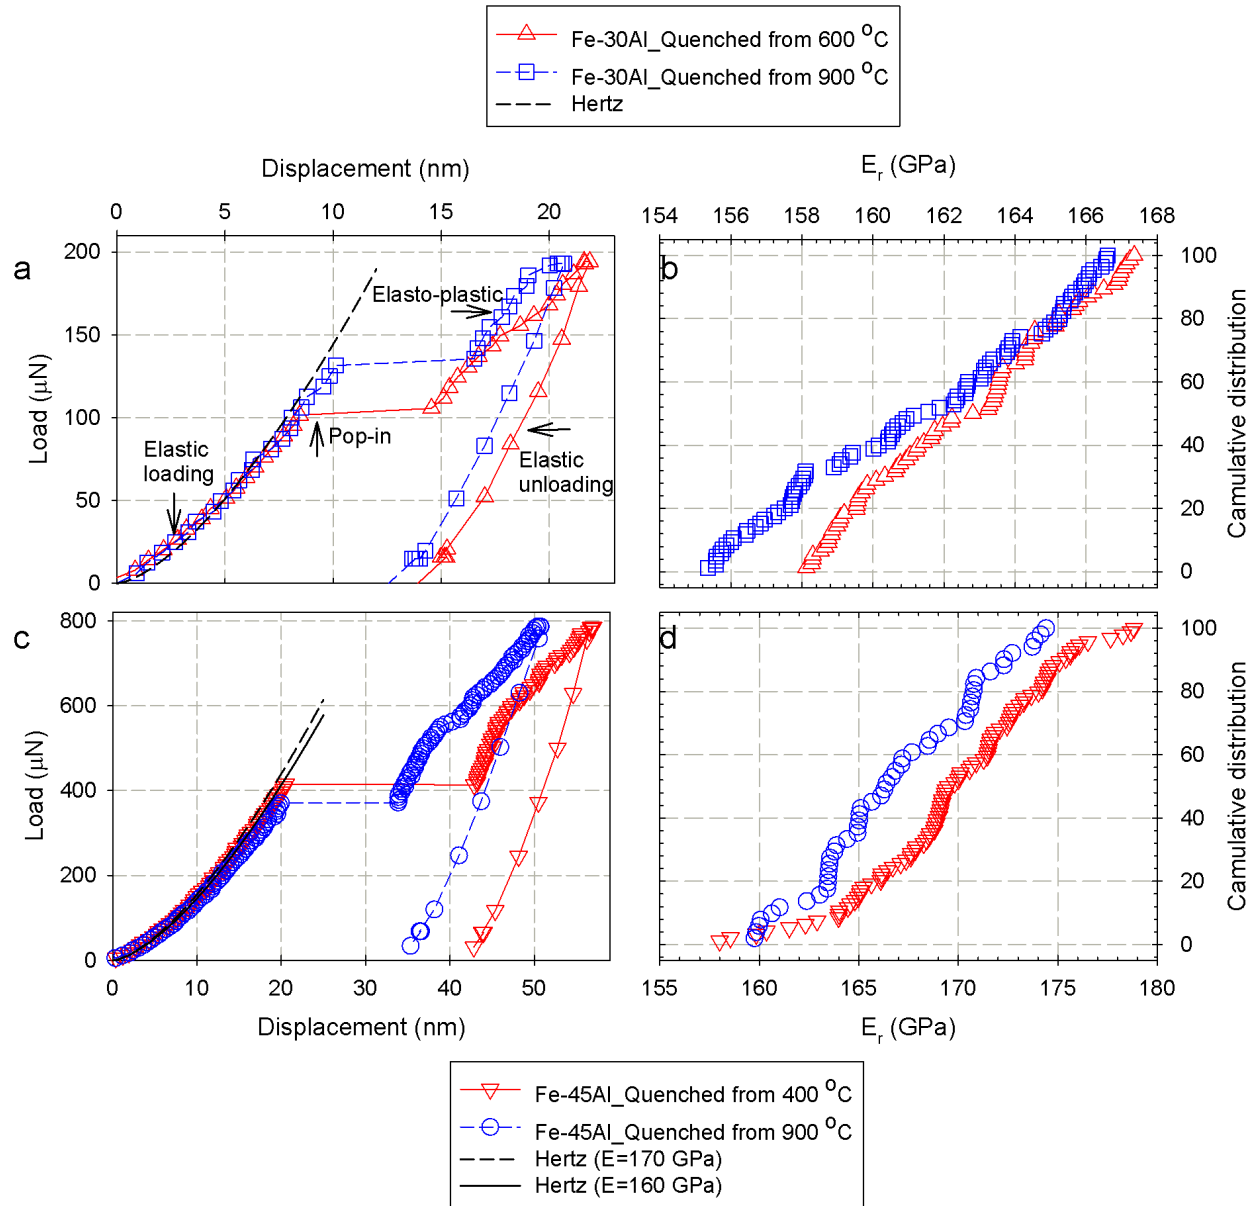 Fe-30Al_Quenched from 600 °C
Fe-30Al_Quenched from 900 °C
Hertz
Displacement (nm)
0 5 10 15 20
E_r (GPa)
154 156 158 160 162 164 166 168
a
200
150
100
50
0
Load (μN)
Elasto-plastic
Elastic
loading
Pop-in
Elastic
unloading
b
100
80
60
40
20
0
Camulative distribution
c
800
600
400
200
0
Load (μN)
0 10 20 30 40 50
Displacement (nm)
d
100
80
60
40
20
0
Cumulative distribution
155 160 165 170 175 180
E_r (GPa)
Fe-45Al_Quenched from 400 °C
Fe-45Al_Quenched from 900 °C
Hertz (E=170 GPa)
Hertz (E=160 GPa)